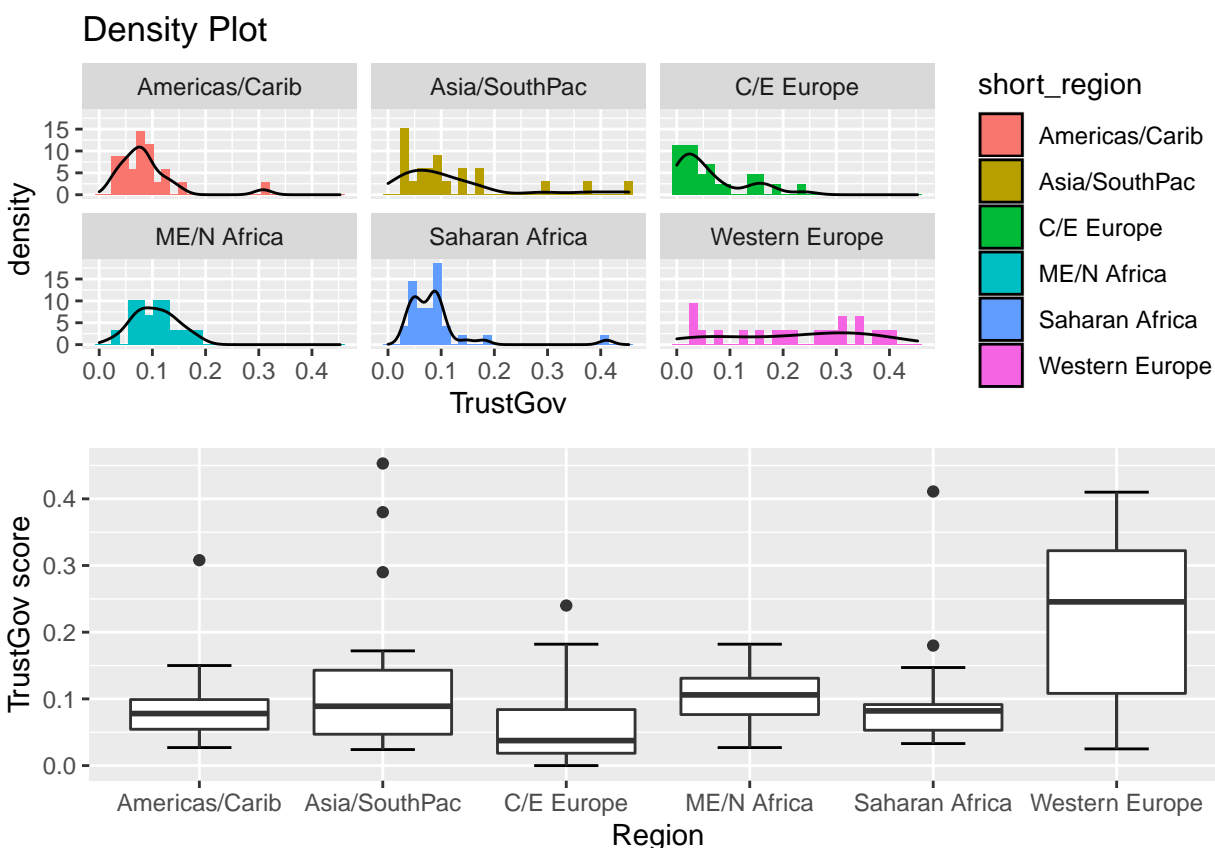 Density Plot
Americas/Carib Asia/SouthPac C/E Europe
15
10
5
0
ME/N Africa Saharan Africa Western Europe
15
10
5
0
density
0.0 0.1 0.2 0.3 0.4 0.0 0.1 0.2 0.3 0.4 0.0 0.1 0.2 0.3 0.4
TrustGov
short_region
Americas/Carib
Asia/SouthPac
C/E Europe
ME/N Africa
Saharan Africa
Western Europe
TrustGov score
0.4
0.3
0.2
0.1
0.0
Americas/Carib Asia/SouthPac C/E Europe ME/N Africa Saharan Africa Western Europe
Region